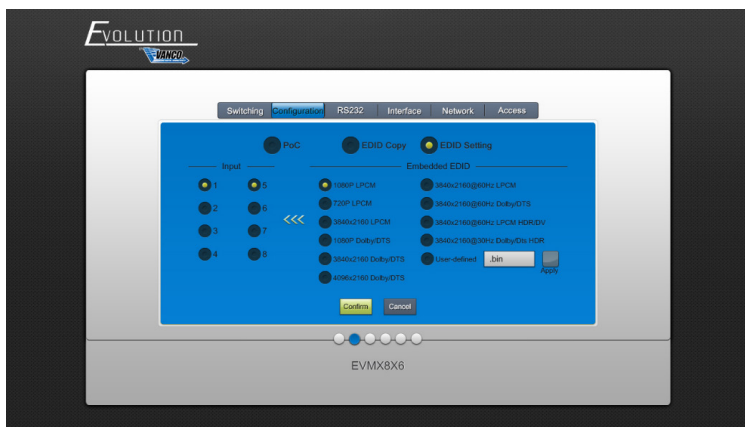 EVOLUTION
BY VANCO
Switching Configuration RS232 Interface Network Access
PoC EDID Copy EDID Setting
Input
Embedded EDID
1 5
2 6
3 7
4 8
<<<
1080P LPCM
720P LPCM
3840x2160 LPCM
1080P Dolby/DTS
3840x2160 Dolby/DTS
4096x2160 Dolby/DTS
3840x2160@60Hz LPCM
3840x2160@60Hz Dolby/DTS
3840x2160@60Hz LPCM HDR/DV
3840x2160@30Hz Dolby/Dts HDR
User-defined .bin Apply
Confirm Cancel
EVMX8X6